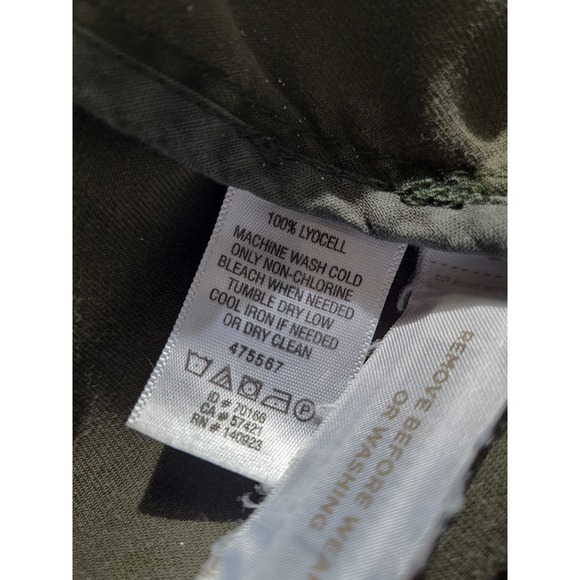 100% LYOCELL
MACHINE WASH COLD
ONLY NON-CHLORINE
BLEACH WHEN NEEDED
TUMBLE DRY LOW
COOL IRON IF NEEDED
OR DRY CLEAN
475567
P
ID # 70166
CA # 57421
RN # 140923
REMOVE BEFORE WEAR
OR WASHING